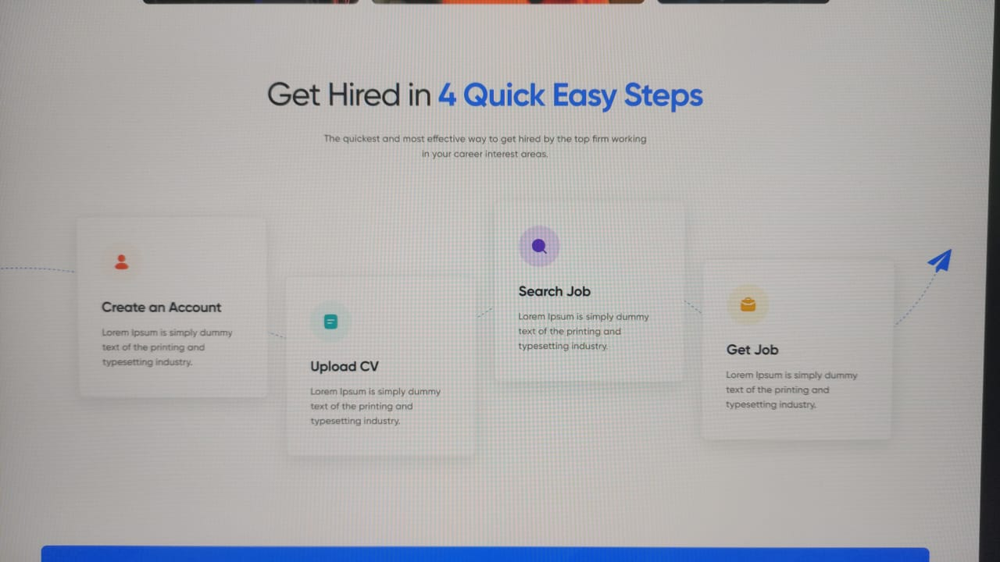 Get Hired in 4 Quick Easy Steps
The quickest and most effective way to get hired by the top firm working
in your career interest areas.
Create an Account
Lorem Ipsum is simply dummy
text of the printing and
typesetting industry.
Upload CV
Lorem Ipsum is simply dummy
text of the printing and
typesetting industry.
Search Job
Lorem Ipsum is simply dummy
text of the printing and
typesetting industry.
Get Job
Lorem Ipsum is simply dummy
text of the printing and
typesetting industry.